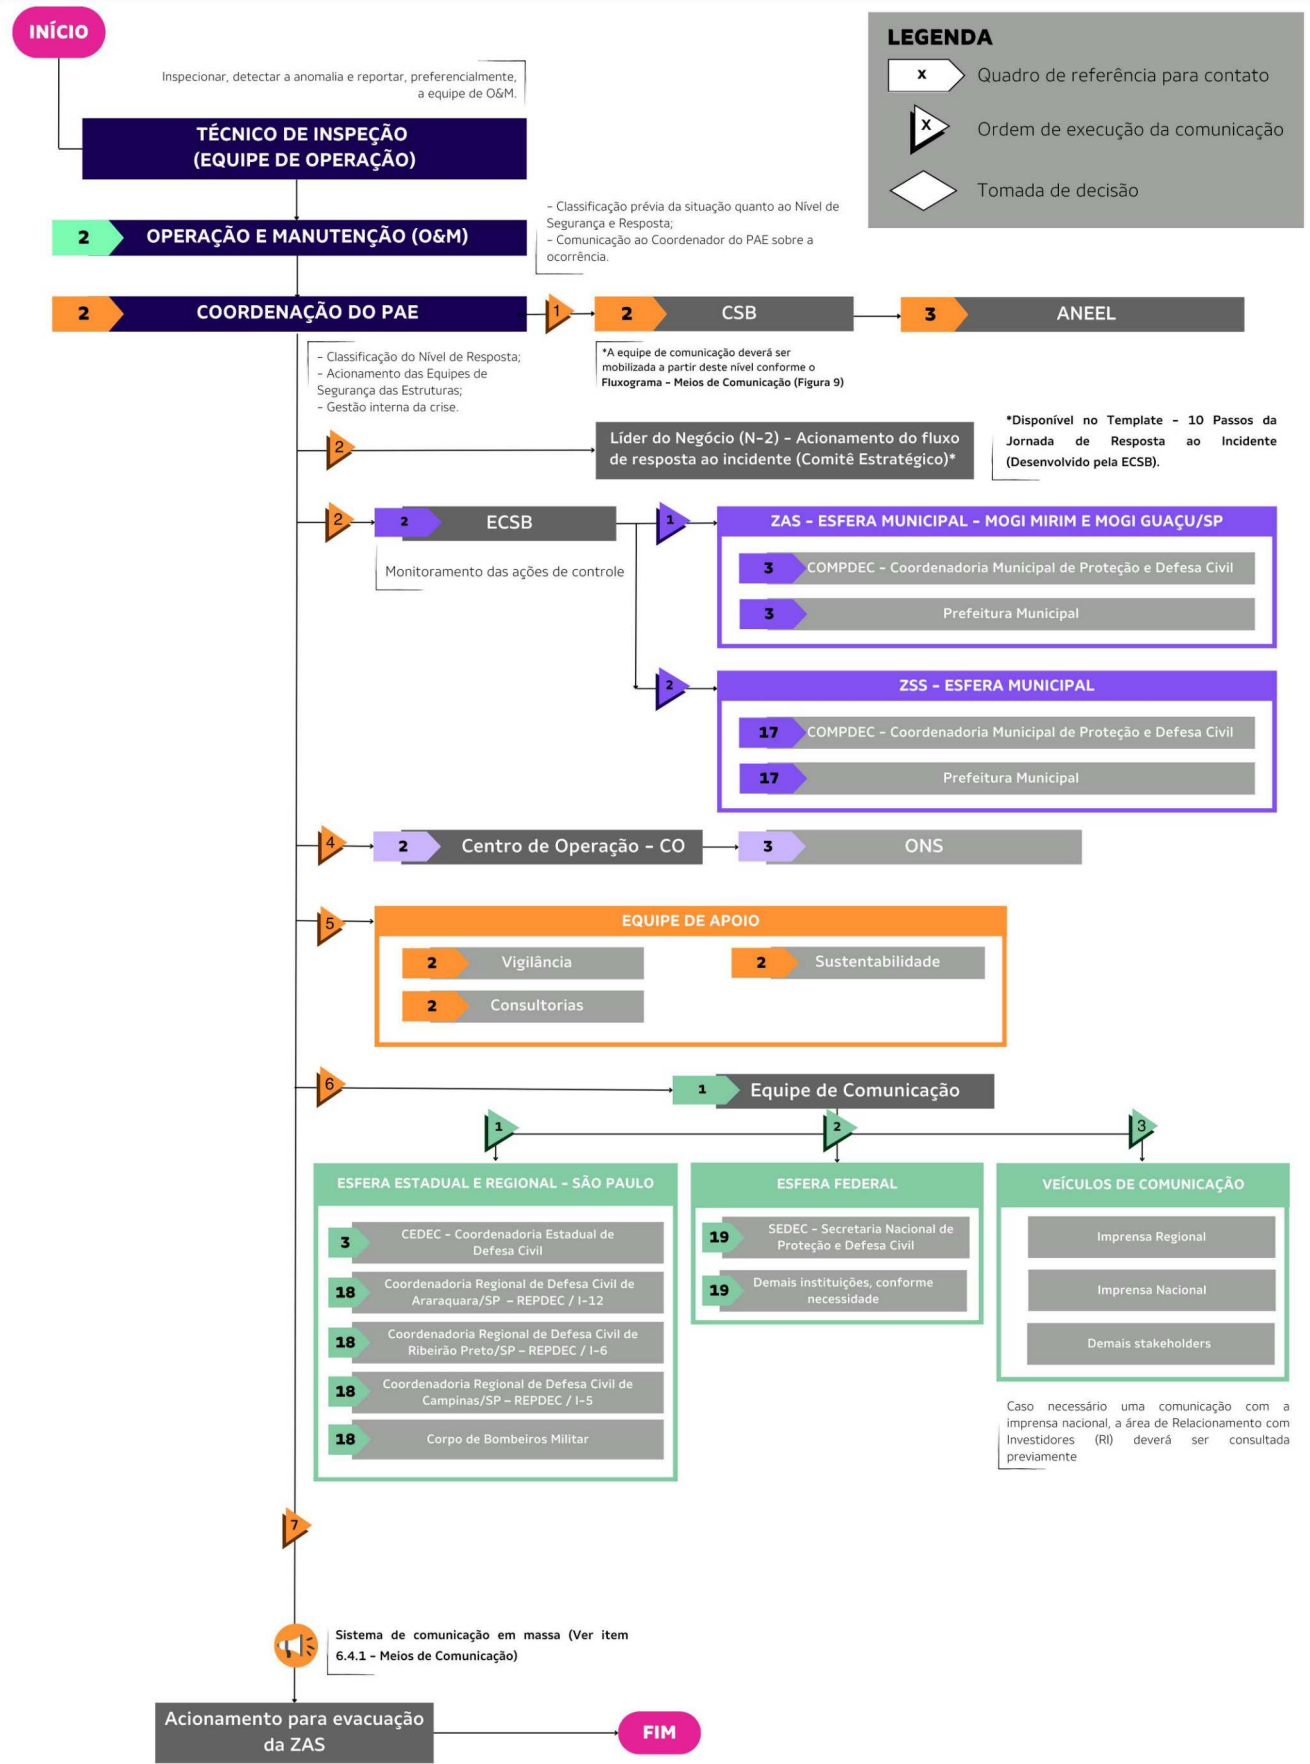 INÍCIO
LEGENDA
x
Quadro de referência para contato
X
Ordem de execução da comunicação
Tomada de decisão
Inspecionar, detectar a anomalia e reportar, preferencialmente,
a equipe de O&M.
TÉCNICO DE INSPEÇÃO
(EQUIPE DE OPERAÇÃO)
2
OPERAÇÃO E MANUTENÇÃO (O&M)
- Classificação prévia da situação quanto ao Nível de
Segurança e Resposta;
- Comunicação ao Coordenador do PAE sobre a
ocorrência.
2
COORDENAÇÃO DO PAE
1
2
CSB
3
ANEEL
- Classificação do Nível de Resposta;
- Acionamento das Equipes de
Segurança das Estruturas;
- Gestão interna da crise.
*A equipe de comunicação deverá ser
mobilizada a partir deste nível conforme o
Fluxograma - Meios de Comunicação (Figura 9)
2
Líder do Negócio (N-2) - Acionamento do fluxo
de resposta ao incidente (Comitê Estratégico)*
*Disponível no Template - 10 Passos da
Jornada de Resposta ao Incidente
(Desenvolvido pela ECSB).
2
2
ECSB
Monitoramento das ações de controle
1
ZAS - ESFERA MUNICIPAL - MOGI MIRIM E MOGI GUAÇU/SP
3
COMPDEC - Coordenadoria Municipal de Proteção e Defesa Civil
3
Prefeitura Municipal
2
ZSS - ESFERA MUNICIPAL
17
COMPDEC - Coordenadoria Municipal de Proteção e Defesa Civil
17
Prefeitura Municipal
4
2
Centro de Operação - CO
3
ONS
5
EQUIPE DE APOIO
2
Vigilância
2
Sustentabilidade
2
Consultorias
6
1
Equipe de Comunicação
1
2
3
ESFERA ESTADUAL E REGIONAL - SÃO PAULO
3
CEDEC - Coordenadoria Estadual de
Defesa Civil
18
Coordenadoria Regional de Defesa Civil de
Araraquara/SP - REPDEC / I-12
18
Coordenadoria Regional de Defesa Civil de
Ribeirão Preto/SP - REPDEC / I-6
18
Coordenadoria Regional de Defesa Civil de
Campinas/SP - REPDEC / I-5
18
Corpo de Bombeiros Militar
ESFERA FEDERAL
19
SEDEC - Secretaria Nacional de
Proteção e Defesa Civil
19
Demais instituições, conforme
necessidade
VEÍCULOS DE COMUNICAÇÃO
Imprensa Regional
Imprensa Nacional
Demais stakeholders
Caso necessário uma comunicação com a
imprensa nacional, a área de Relacionamento com
Investidores (RI) deverá ser consultada
previamente
7
Sistema de comunicação em massa (Ver item
6.4.1 - Meios de Comunicação)
Acionamento para evacuação
da ZAS
FIM